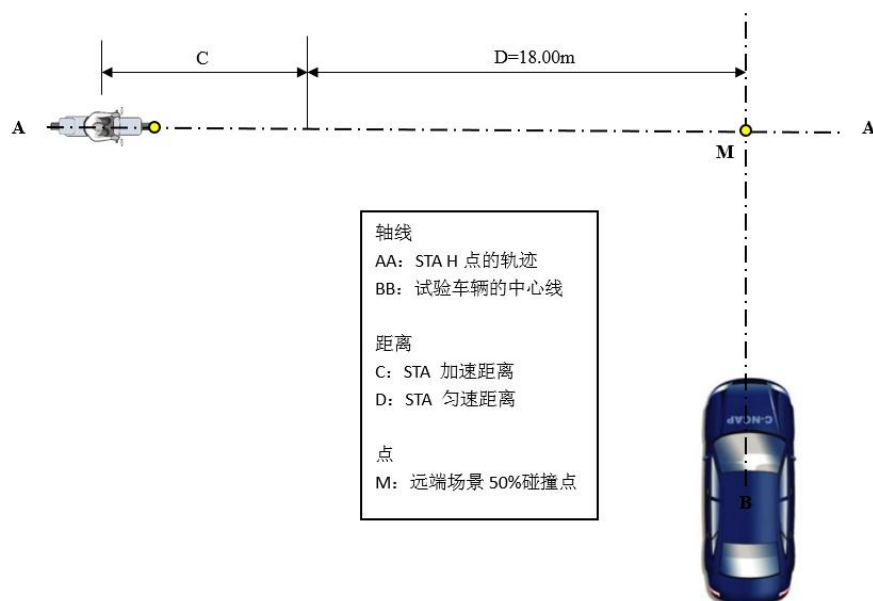 C
D=18.00m
A
A
M
轴线
AA：STA H 点的轨迹
BB：试验车辆的中心线
距离
C：STA 加速距离
D：STA 匀速距离
点
M：远端场景 50%碰撞点
C-NCAP
B